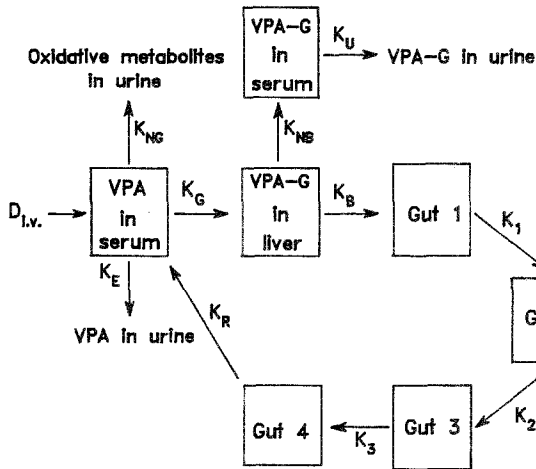 VPA-G
in
serum
K_U
VPA-G in urine
Oxidative metabolites
in urine
K_NG
K_NB
D_i.v.
VPA
in
serum
K_G
VPA-G
in
liver
K_B
Gut 1
K_1
K_E
VPA in urine
K_R
G
K_2
Gut 4
K_3
Gut 3